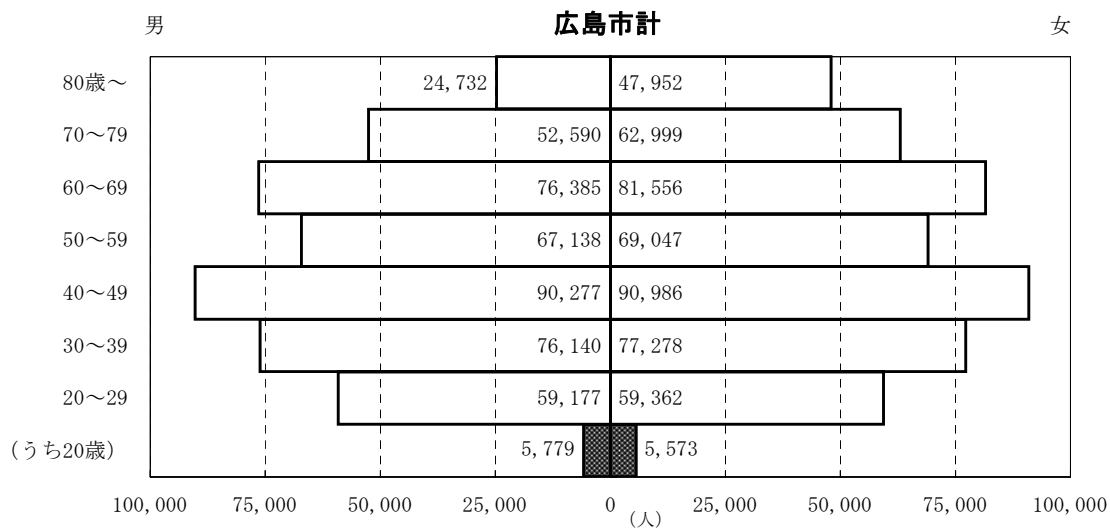 広島市計
男 女
80歳～ 24,732 47,952
70～79 52,590 62,999
60～69 76,385 81,556
50～59 67,138 69,047
40～49 90,277 90,986
30～39 76,140 77,278
20～29 59,177 59,362
(うち20歳) 5,779 5,573
100,000 75,000 50,000 25,000 0 25,000 50,000 75,000 100,000
(人)